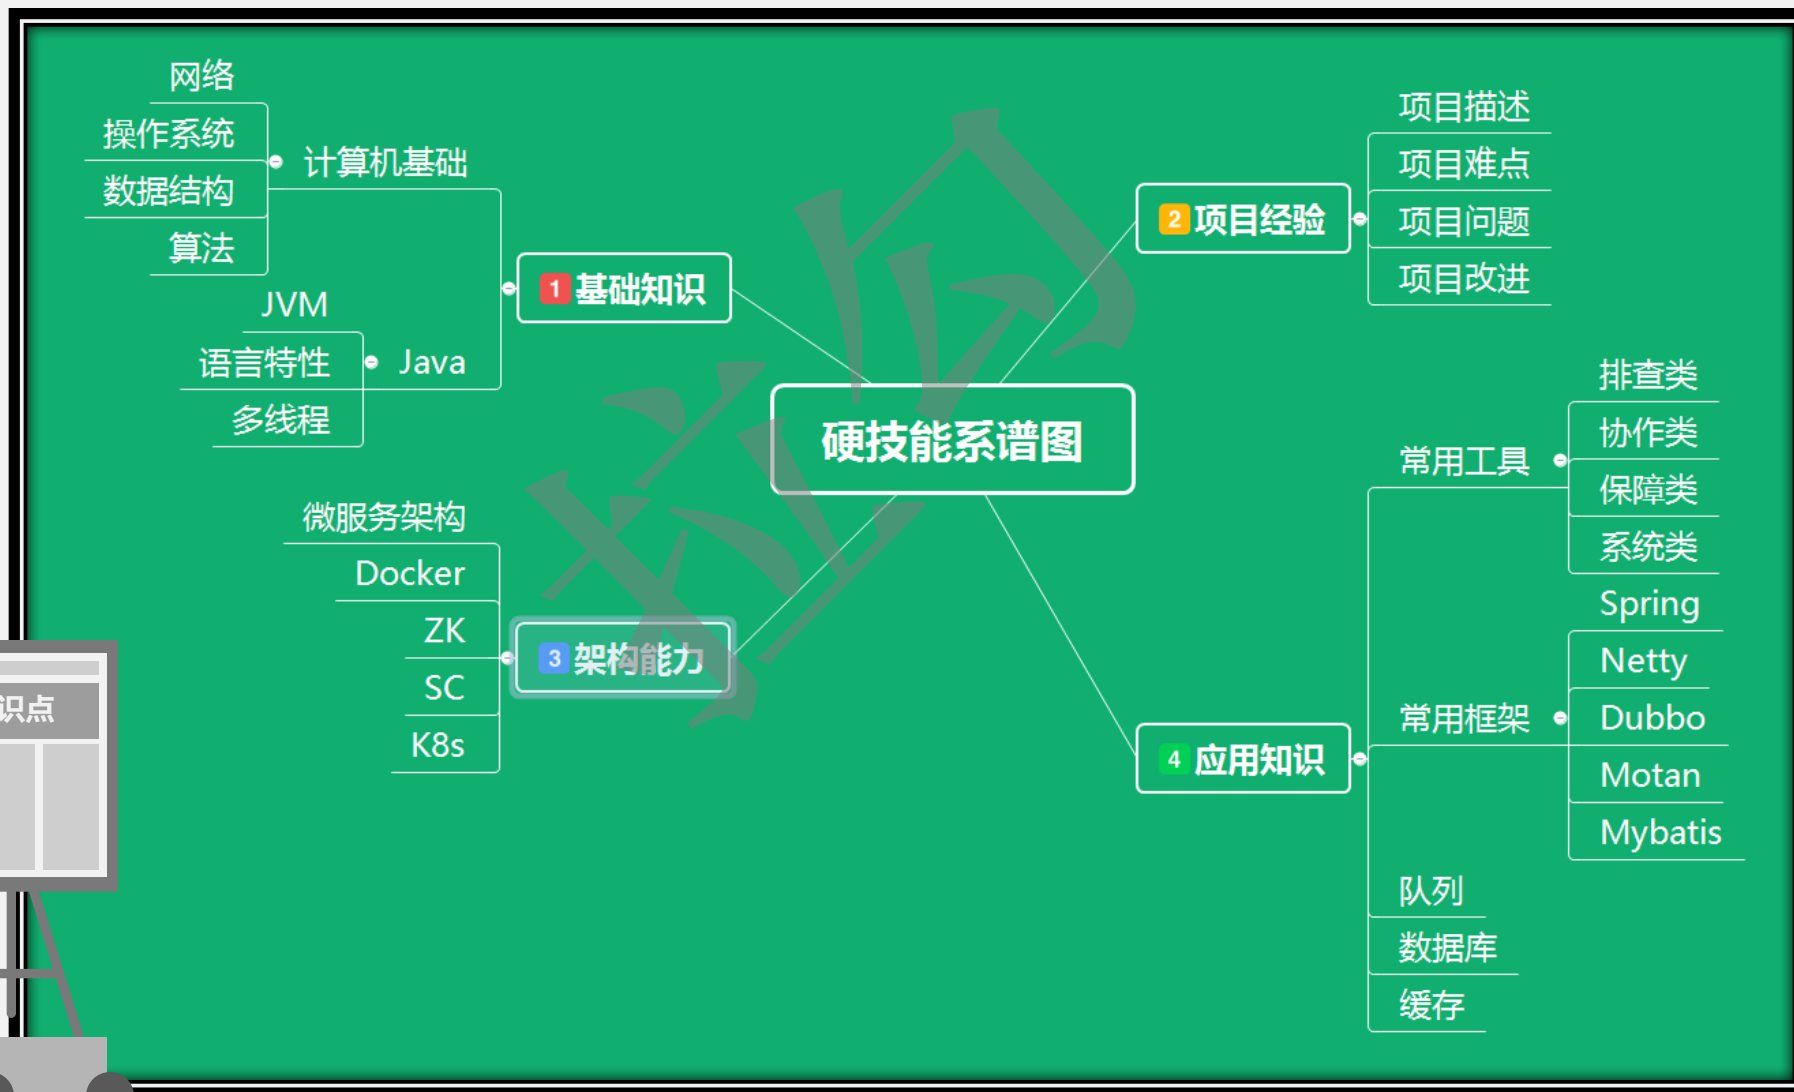 硬技能系谱图
1 基础知识
计算机基础
网络
操作系统
数据结构
算法
Java
JVM
语言特性
多线程
2 项目经验
项目描述
项目难点
项目问题
项目改进
3 架构能力
微服务架构
Docker
ZK
SC
K8s
4 应用知识
常用工具
排查类
协作类
保障类
系统类
常用框架
Spring
Netty
Dubbo
Motan
Mybatis
队列
数据库
缓存
识点